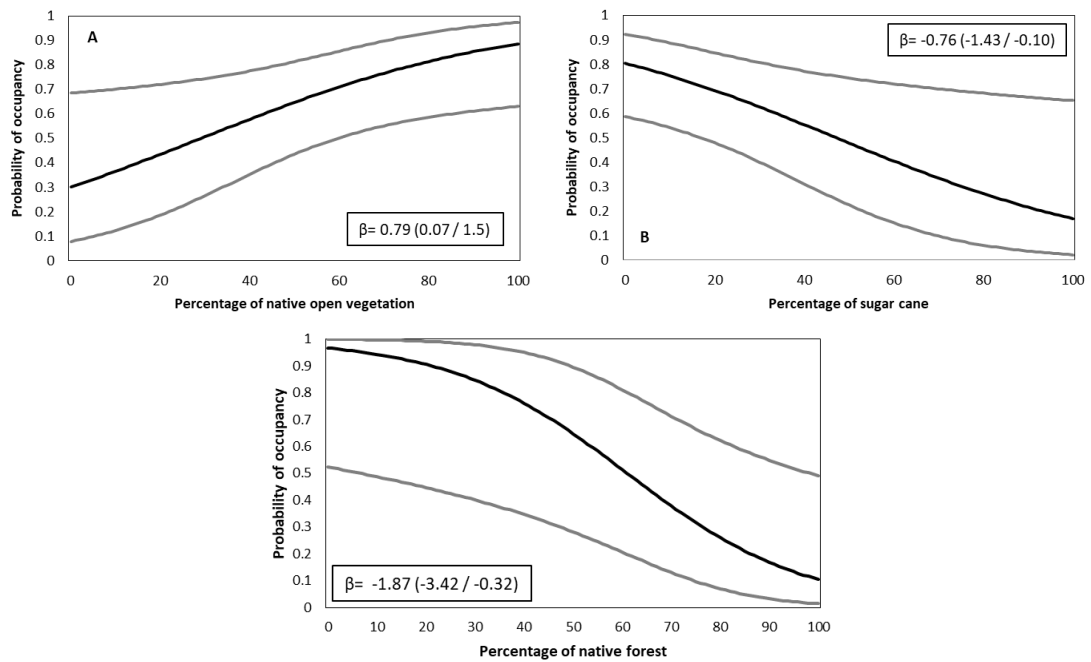 A
Probability of occupancy
1
0.9
0.8
0.7
0.6
0.5
0.4
0.3
0.2
0.1
0
β= 0.79 (0.07 / 1.5)
0 20 40 60 80 100
Percentage of native open vegetation
B
Probability of occupancy
1
0.9
0.8
0.7
0.6
0.5
0.4
0.3
0.2
0.1
0
β= -0.76 (-1.43 / -0.10)
0 20 40 60 80 100
Percentage of sugar cane
Probability of occupancy
1
0.9
0.8
0.7
0.6
0.5
0.4
0.3
0.2
0.1
0
β= -1.87 (-3.42 / -0.32)
0 10 20 30 40 50 60 70 80 90 100
Percentage of native forest